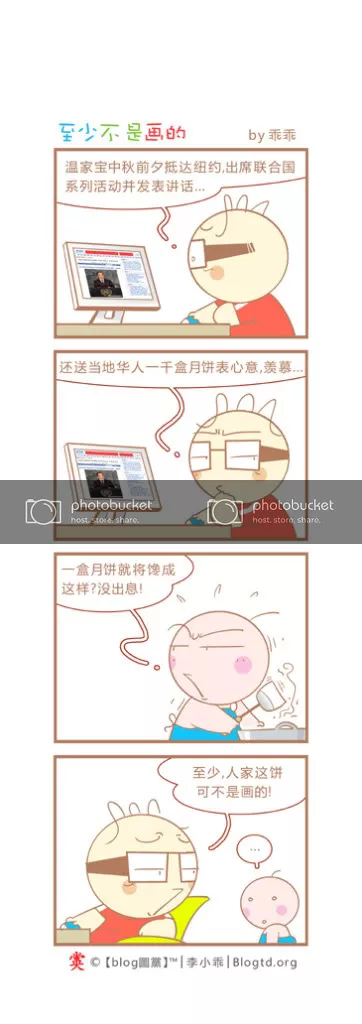 至少不是画的
by 乖乖
温家宝中秋前夕抵达纽约,出席联合国
系列活动并发表讲话...
还送当地华人一千盒月饼表心意,羡慕...
photobucket
host. store. share.
photobucket
host. store. share.
一盒月饼就将馋成
这样?没出息!
至少,人家这饼
可不是画的!
...
©【blog圖黨】™|李小乖|Blogtd.org